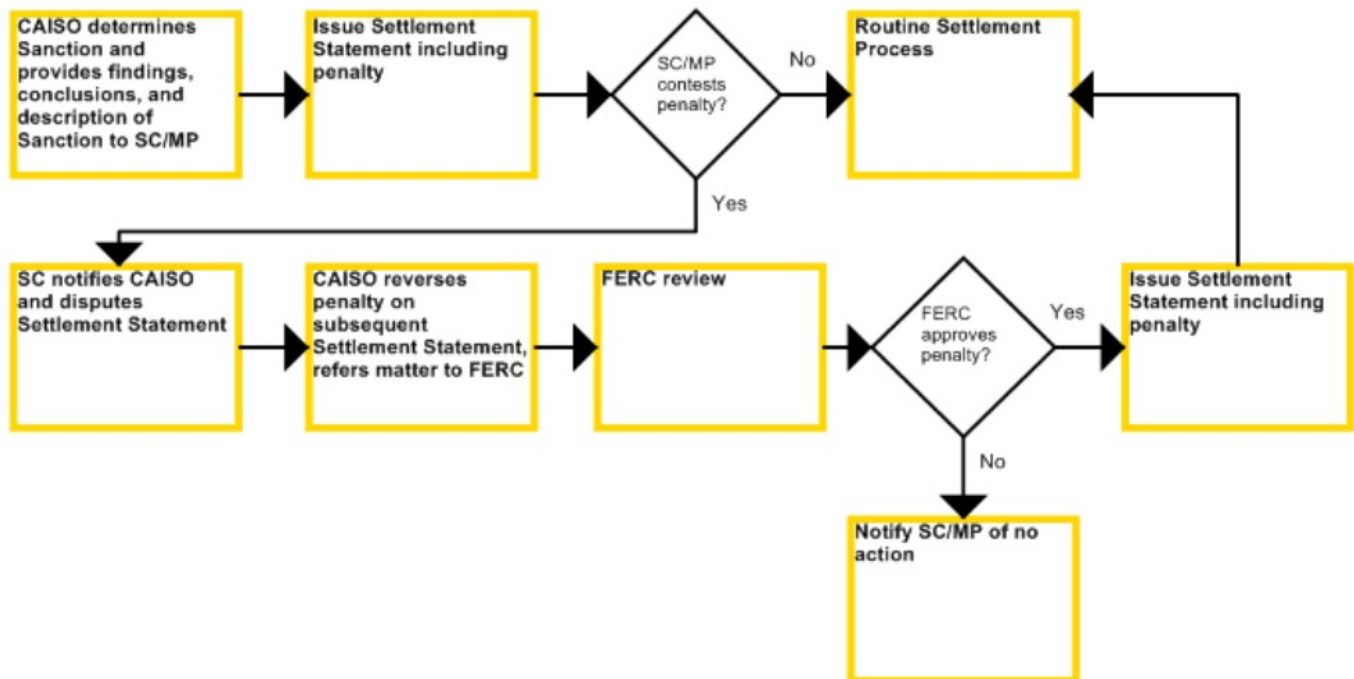 CAISO determines
Sanction and
provides findings,
conclusions, and
description of
Sanction to SC/MP
Issue Settlement
Statement including
penalty
SC/MP
contests
penalty?
No
Routine Settlement
Process
Yes
SC notifies CAISO
and disputes
Settlement Statement
CAISO reverses
penalty on
subsequent
Settlement Statement,
refers matter to FERC
FERC review
FERC
approves
penalty?
Yes
Issue Settlement
Statement including
penalty
No
Notify SC/MP of no
action